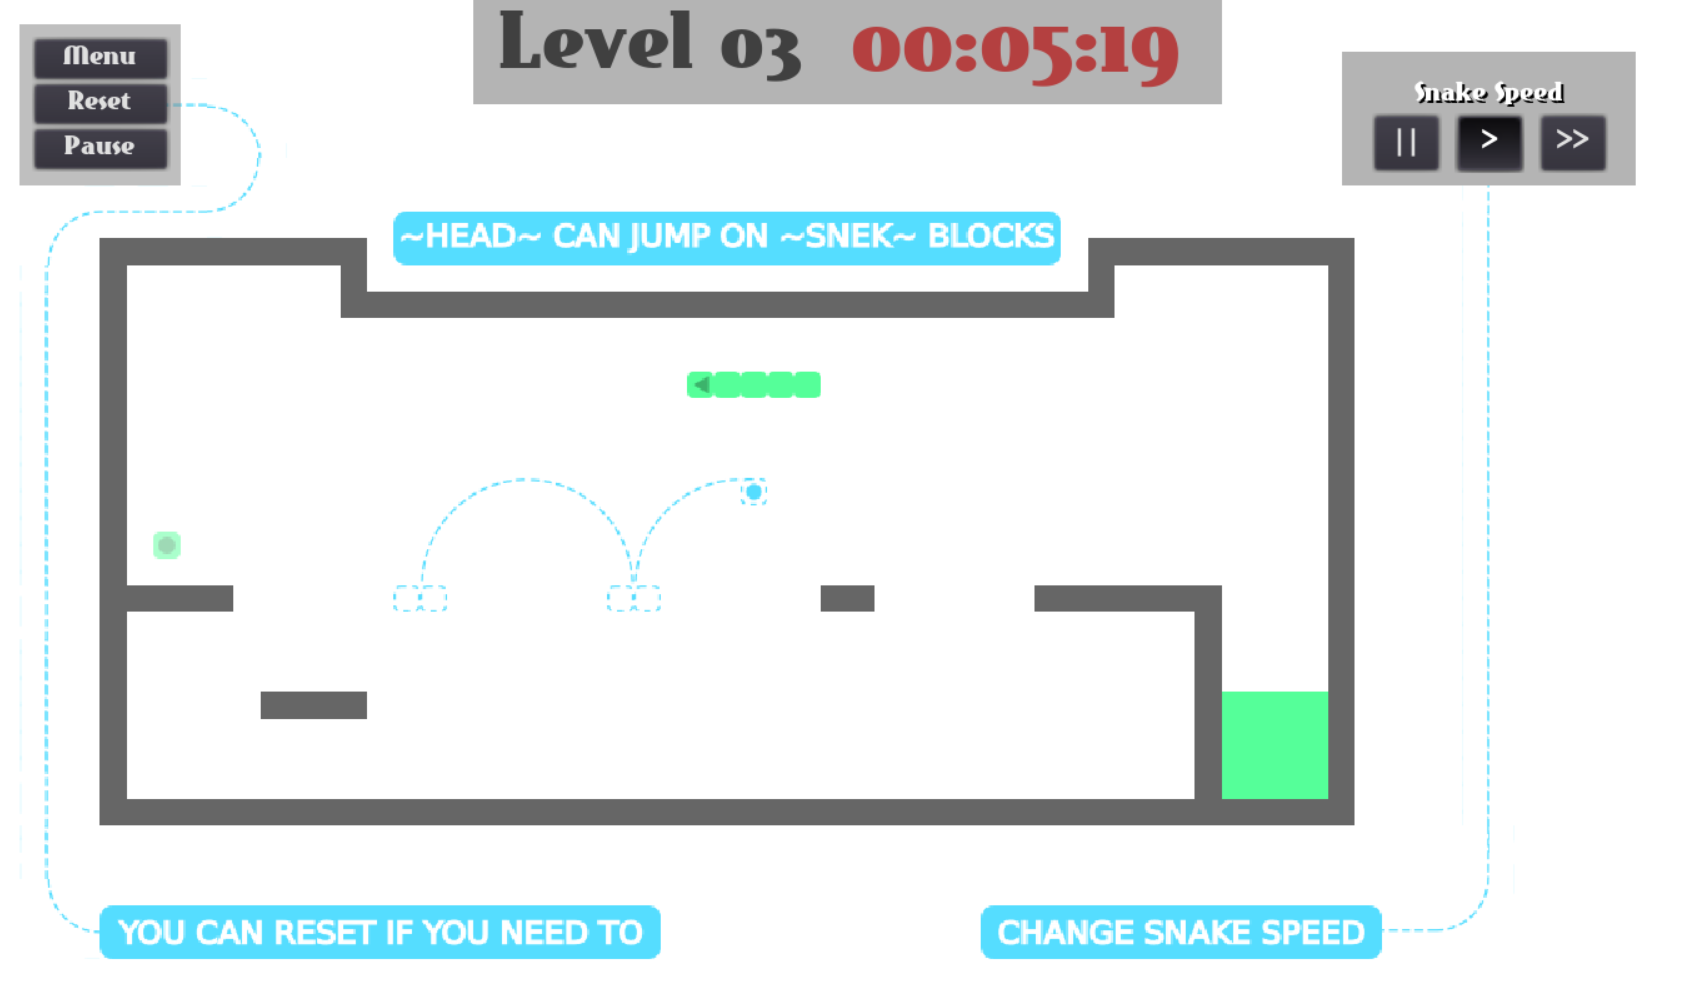 Menu
Reset
Pause
Level 03 00:05:19
Snake Speed
|| > >>
~HEAD~ CAN JUMP ON ~SNEK~ BLOCKS
YOU CAN RESET IF YOU NEED TO
CHANGE SNAKE SPEED